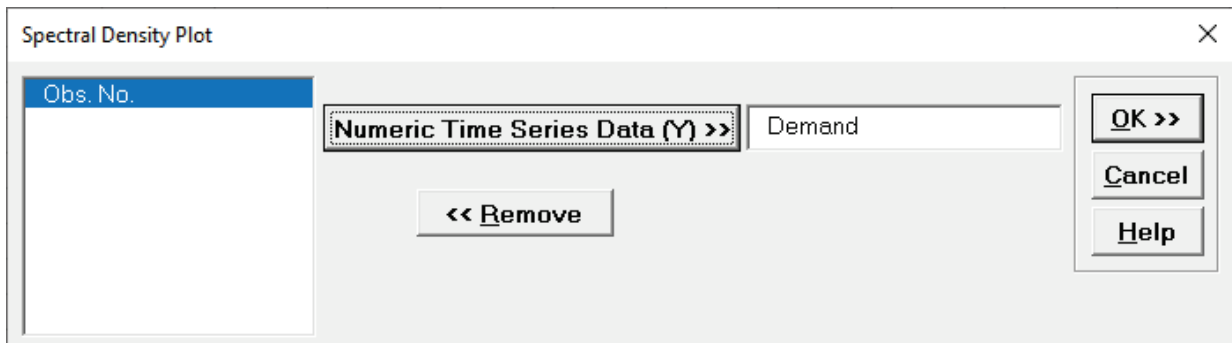 Spectral Density Plot
Obs. No.
Numeric Time Series Data (Y) >>
Demand
<< Remove
OK >>
Cancel
Help